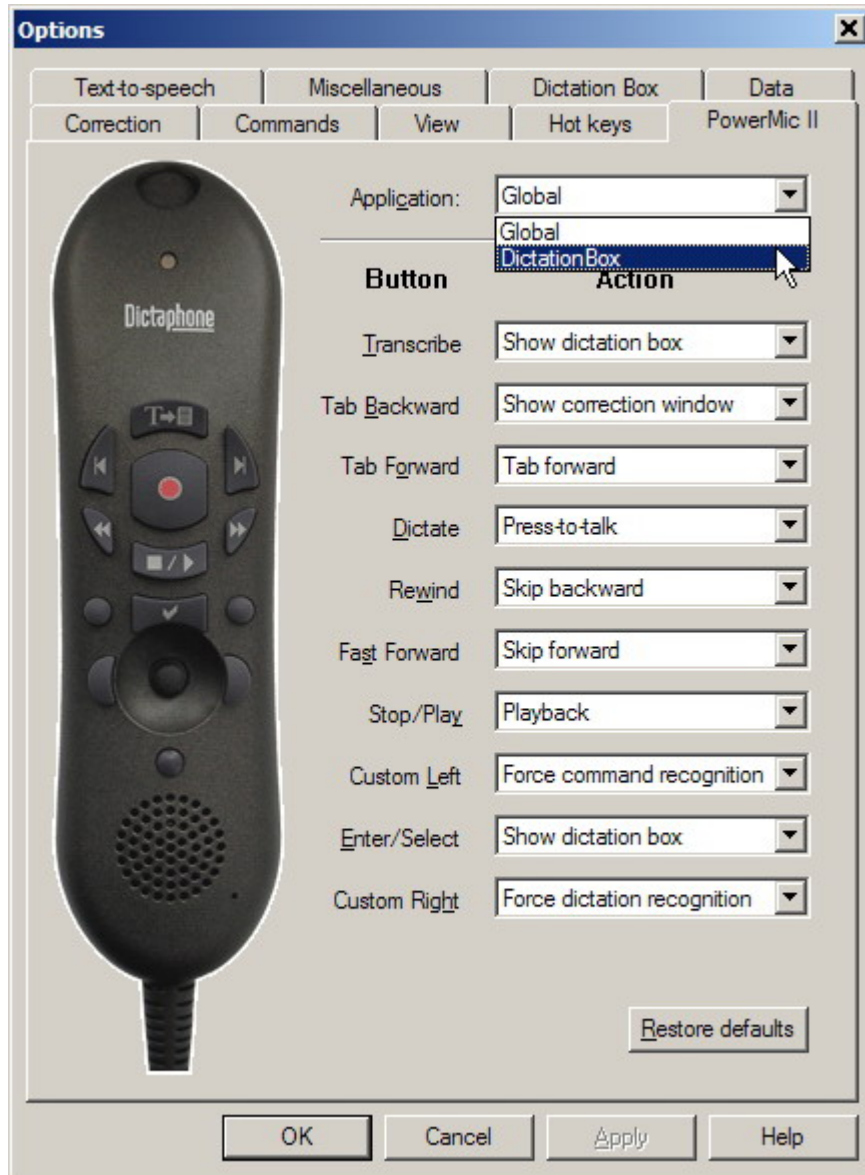 Options
Text-to-speech Miscellaneous Dictation Box Data
Correction Commands View Hot keys PowerMic II
Application: Global
Global
DictationBox
Button Action
Dictaphone
Transcribe Show dictation box
Tab Backward Show correction window
T
Tab Forward Tab forward
Dictate Press-to-talk
Rewind Skip backward
Fast Forward Skip forward
Stop/Play Playback
Custom Left Force command recognition
Enter/Select Show dictation box
Custom Right Force dictation recognition
Restore defaults
OK Cancel Apply Help